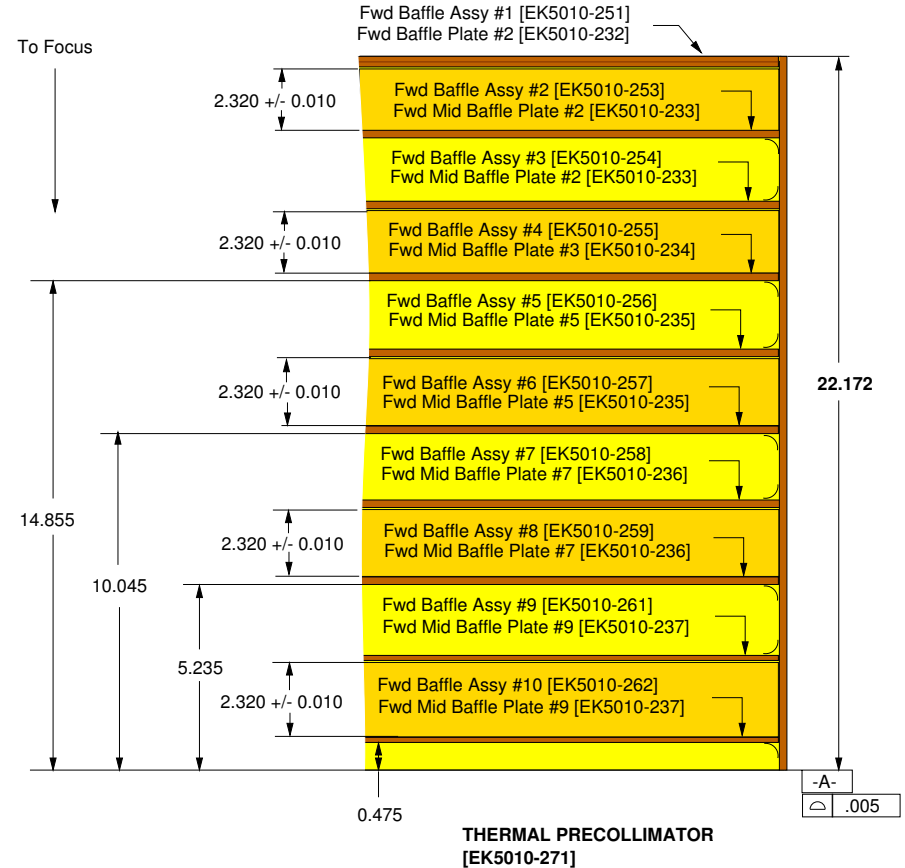 Fwd Baffle Assy #1 [EK5010-251]
Fwd Baffle Plate #2 [EK5010-232]
To Focus
2.320 +/- 0.010
Fwd Baffle Assy #2 [EK5010-253]
Fwd Mid Baffle Plate #2 [EK5010-233]
Fwd Baffle Assy #3 [EK5010-254]
Fwd Mid Baffle Plate #2 [EK5010-233]
2.320 +/- 0.010
Fwd Baffle Assy #4 [EK5010-255]
Fwd Mid Baffle Plate #3 [EK5010-234]
Fwd Baffle Assy #5 [EK5010-256]
Fwd Mid Baffle Plate #5 [EK5010-235]
2.320 +/- 0.010
Fwd Baffle Assy #6 [EK5010-257]
Fwd Mid Baffle Plate #5 [EK5010-235]
22.172
Fwd Baffle Assy #7 [EK5010-258]
Fwd Mid Baffle Plate #7 [EK5010-236]
14.855
2.320 +/- 0.010
Fwd Baffle Assy #8 [EK5010-259]
Fwd Mid Baffle Plate #7 [EK5010-236]
10.045
Fwd Baffle Assy #9 [EK5010-261]
Fwd Mid Baffle Plate #9 [EK5010-237]
5.235
2.320 +/- 0.010
Fwd Baffle Assy #10 [EK5010-262]
Fwd Mid Baffle Plate #9 [EK5010-237]
-A-
.005
0.475
THERMAL PRECOLLIMATOR
[EK5010-271]